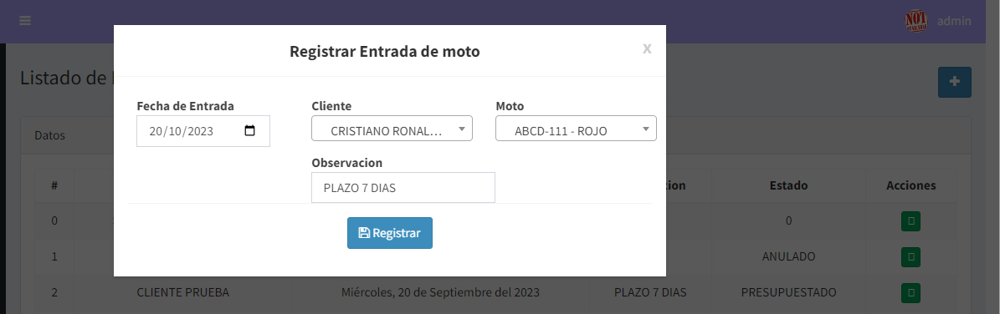 NOT
admin
Registrar Entrada de moto
X
Listado de
Fecha de Entrada
Cliente
Moto
20/10/2023
CRISTIANO RONAL...
ABCD-111 - ROJO
Datos
Observacion
PLAZO 7 DIAS
#
ion
Estado
Acciones
Registrar
0
0
1
ANULADO
2
CLIENTE PRUEBA
Miércoles, 20 de Septiembre del 2023
PLAZO 7 DIAS
PRESUPUESTADO